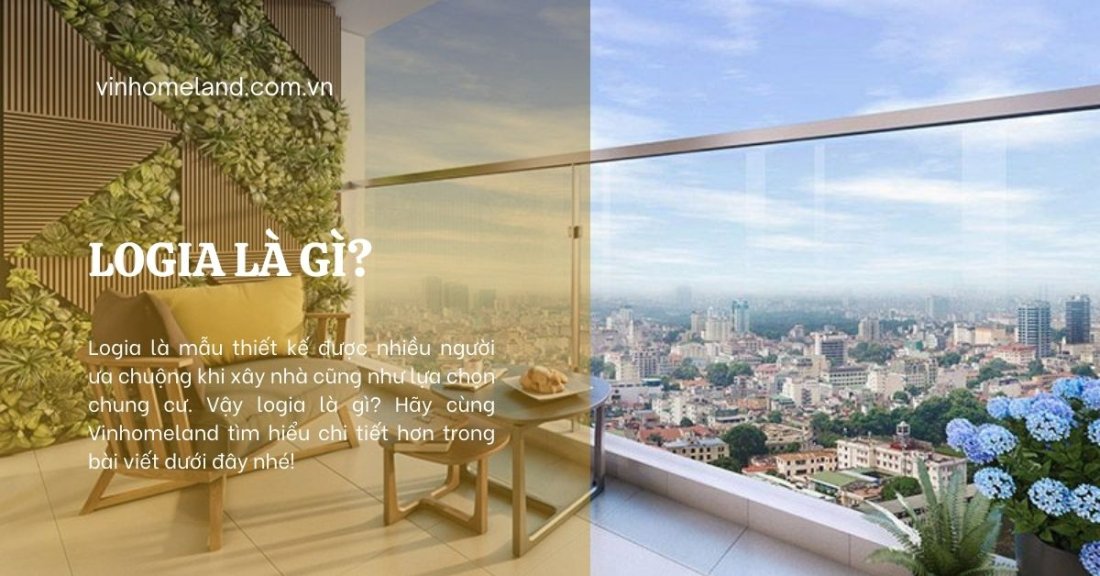 vinhomeland.com.vn
LOGIA LÀ GÌ?
Logia là mẫu thiết kế được nhiều người
ưa chuộng khi xây nhà cũng như lựa chọn
chung cư. Vậy logia là gì? Hãy cùng
Vinhomeland tìm hiểu chi tiết hơn trong
bài viết dưới đây nhé!